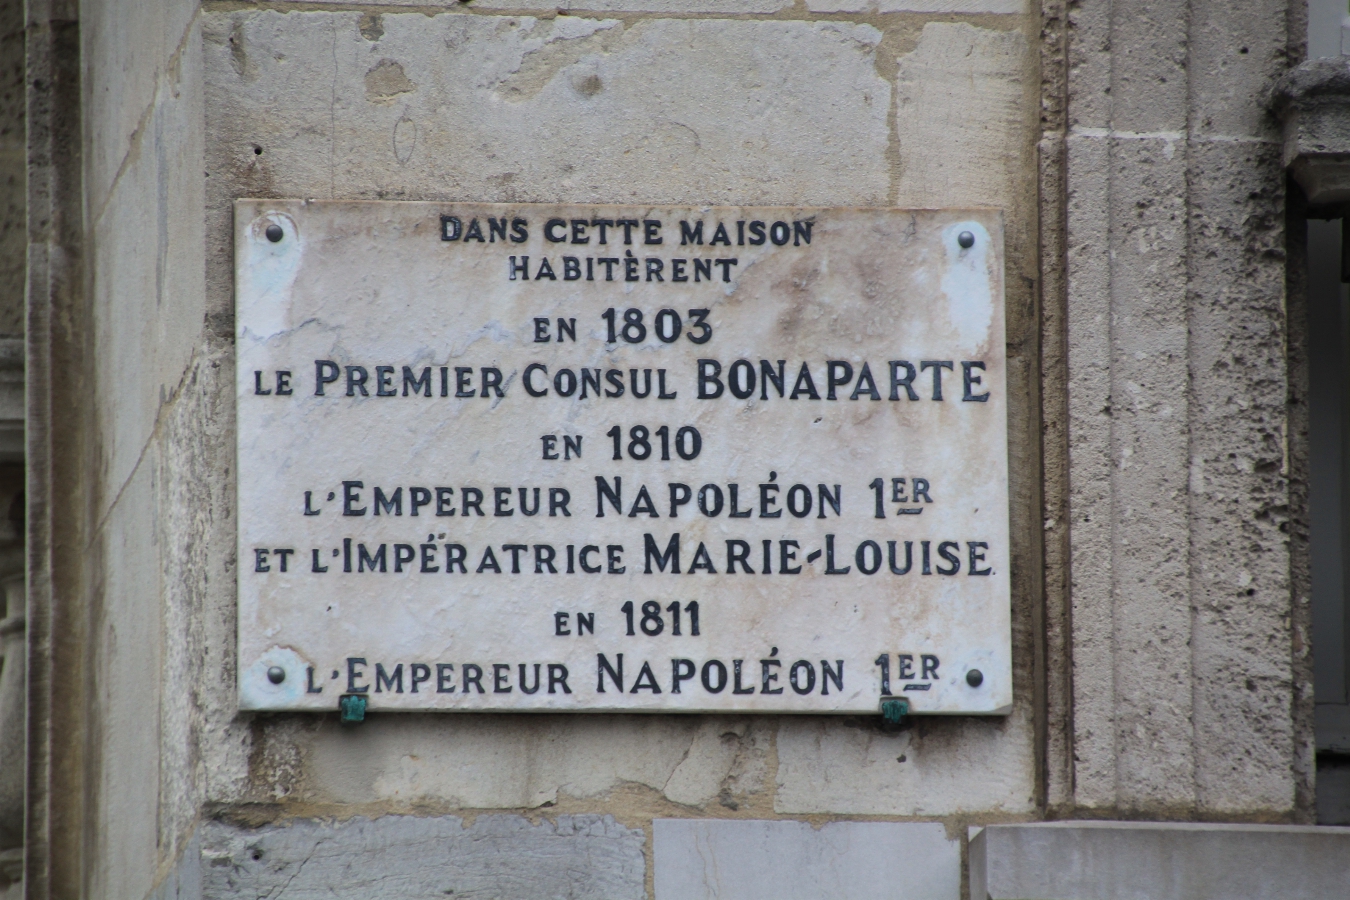 DANS CETTE MAISON
HABITÈRENT
EN 1803
LE PREMIER CONSUL BONAPARTE
EN 1810
L'EMPEREUR NAPOLÉON 1ER
ET L'IMPÉRATRICE MARIE-LOUISE
EN 1811
L'EMPEREUR NAPOLÉON 1ER